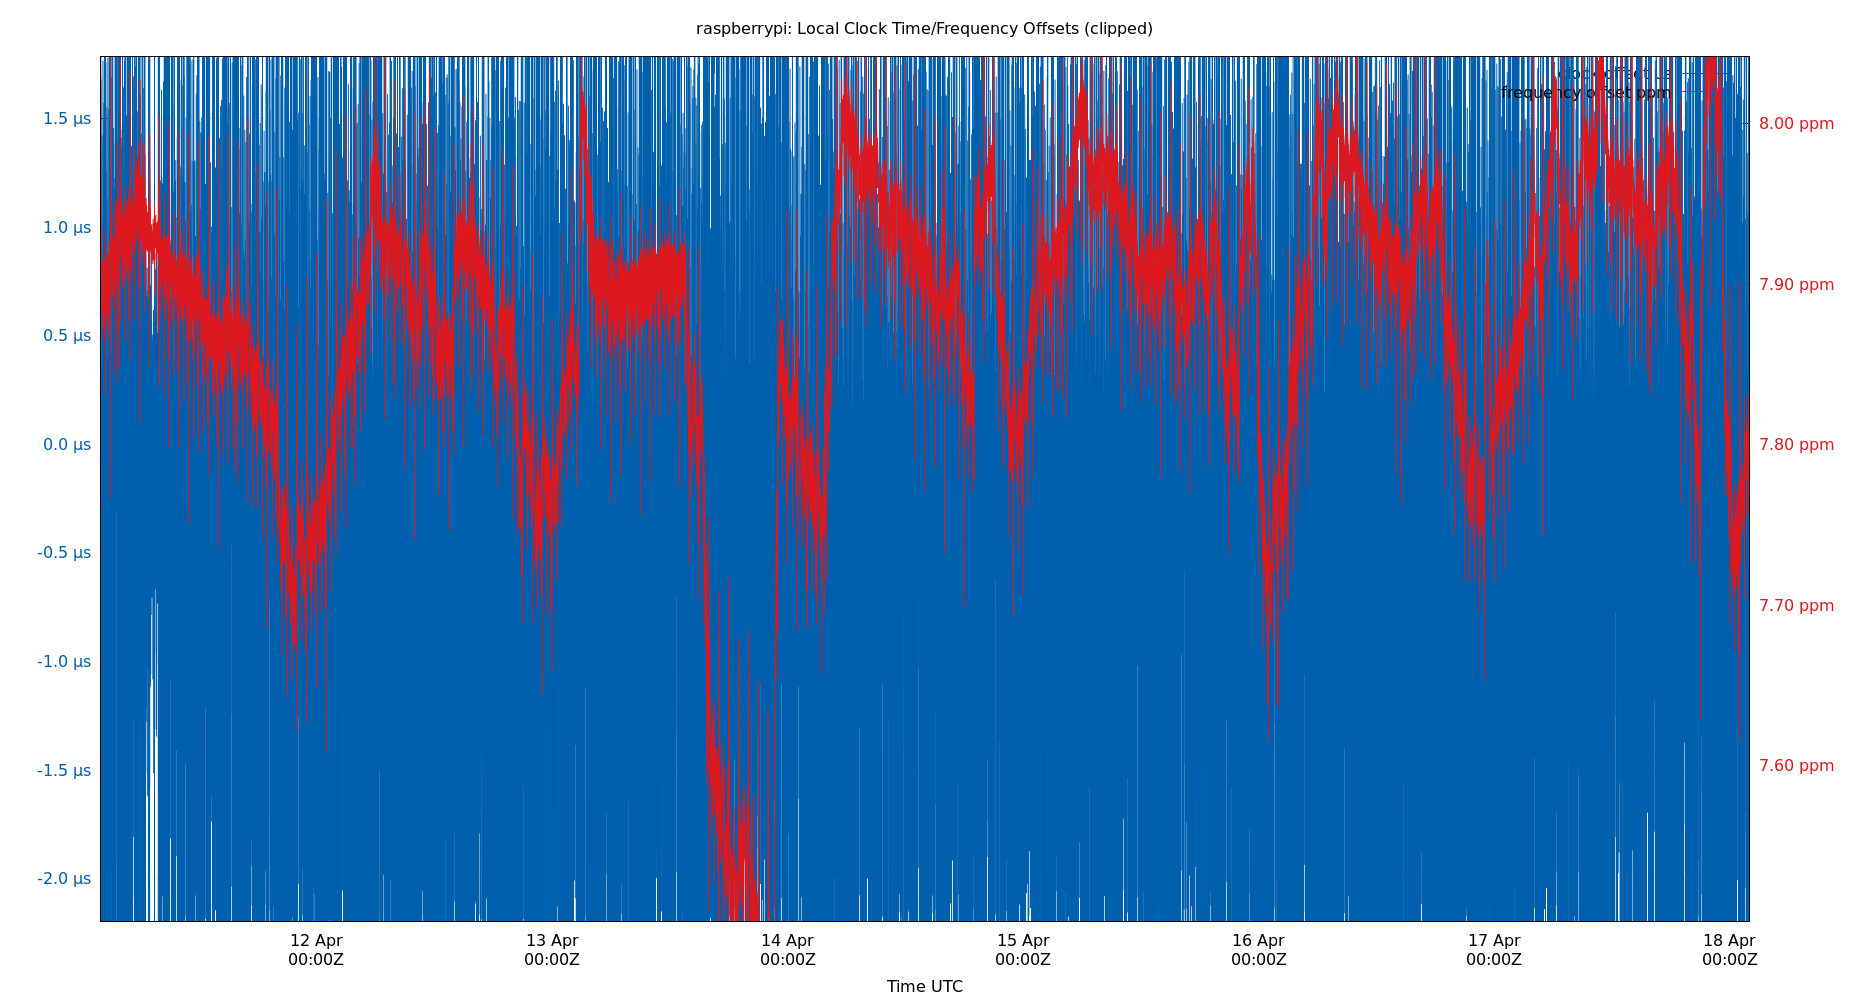 raspberrypi: Local Clock Time/Frequency Offsets (clipped)
clock offset µs
frequency offset ppm
1.5 µs
1.0 µs
0.5 µs
0.0 µs
-0.5 µs
-1.0 µs
-1.5 µs
-2.0 µs
8.00 ppm
7.90 ppm
7.80 ppm
7.70 ppm
7.60 ppm
12 Apr
00:00Z
13 Apr
00:00Z
14 Apr
00:00Z
15 Apr
00:00Z
16 Apr
00:00Z
17 Apr
00:00Z
18 Apr
00:00Z
Time UTC